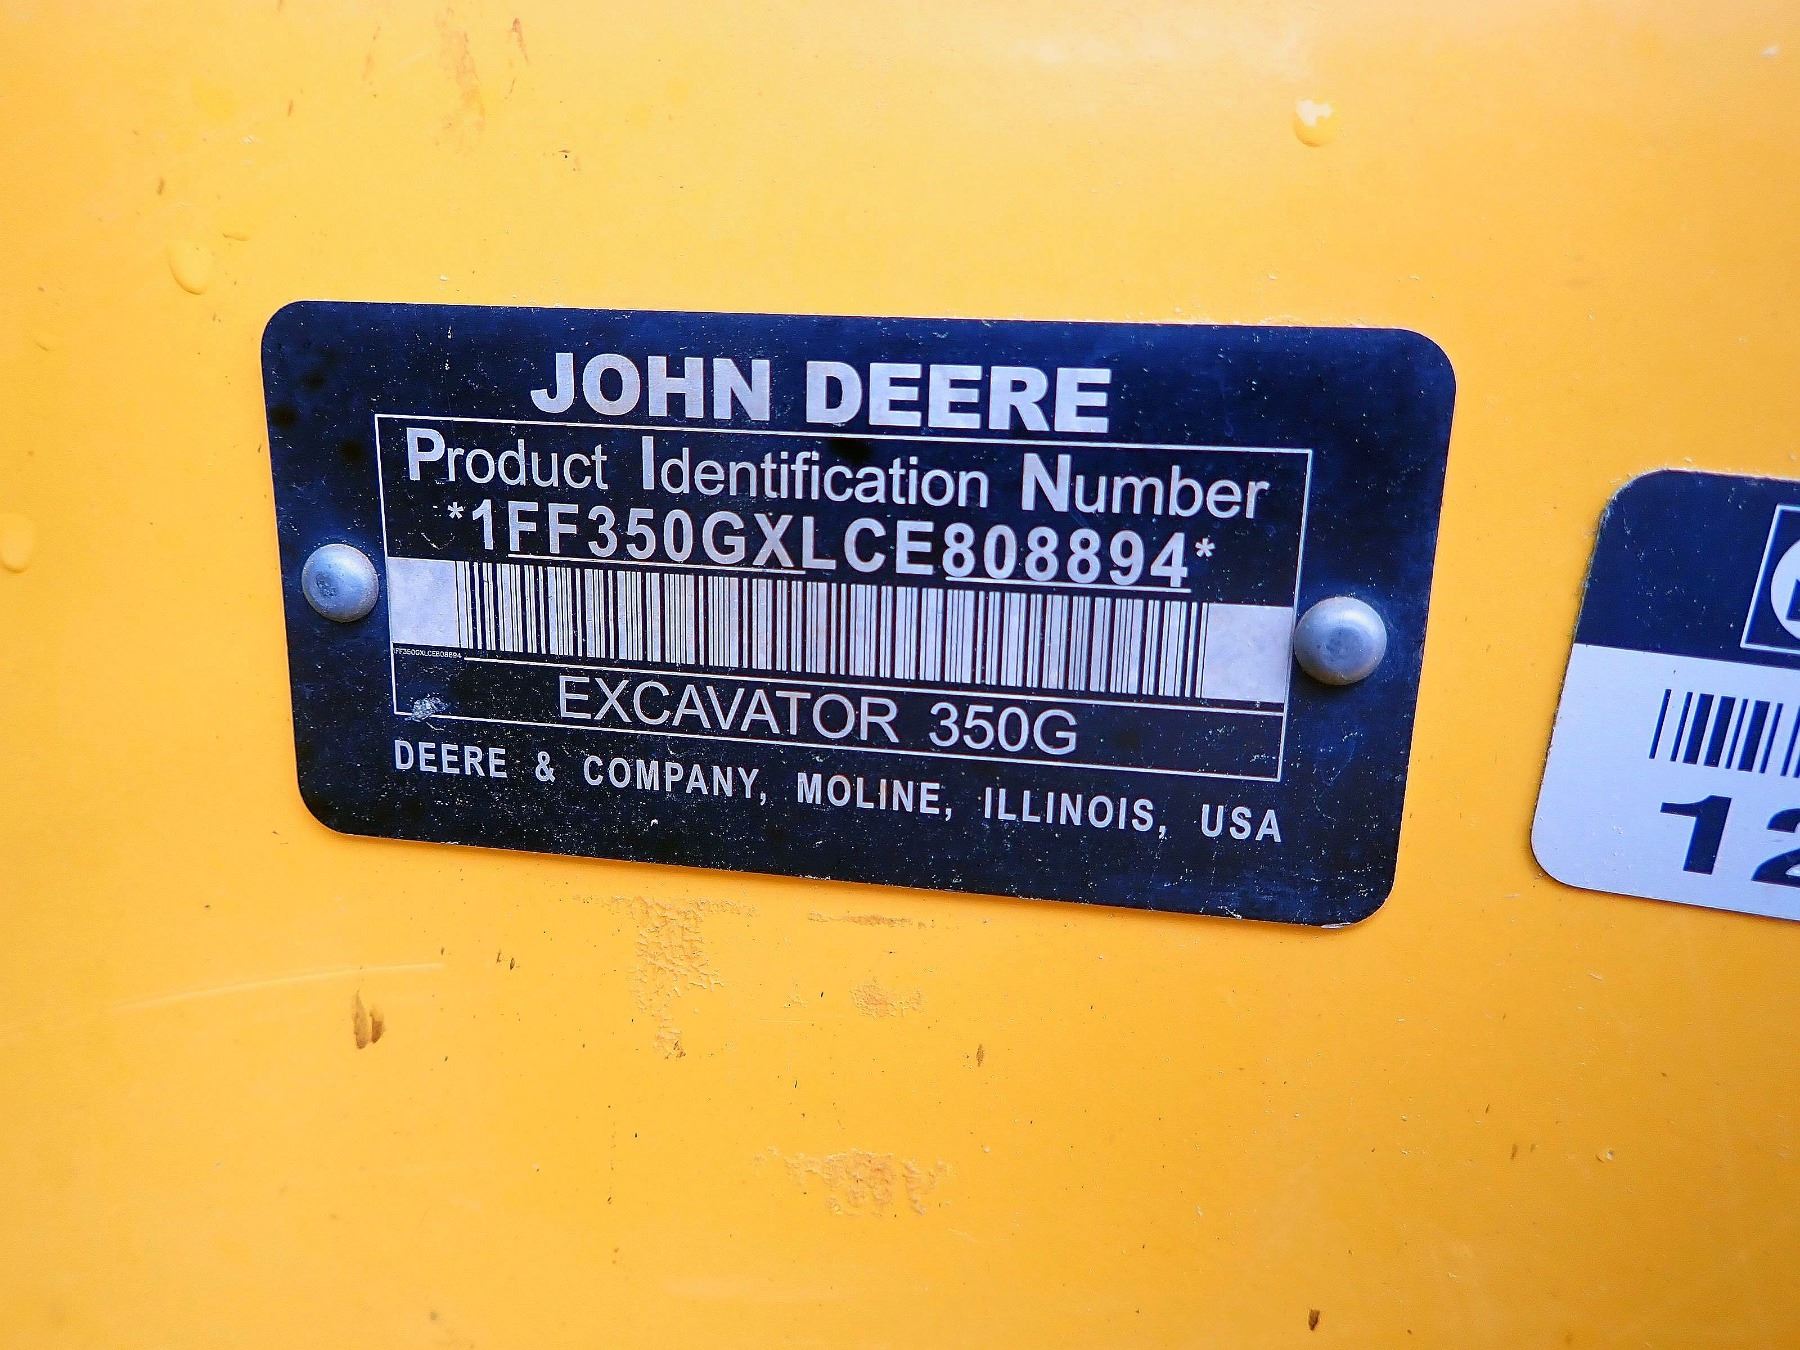 JOHN DEERE
Product Identification Number
*1FF350GXLCE808894*
1FF350GXLCE808894
EXCAVATOR 350G
DEERE & COMPANY, MOLINE, ILLINOIS, USA
12